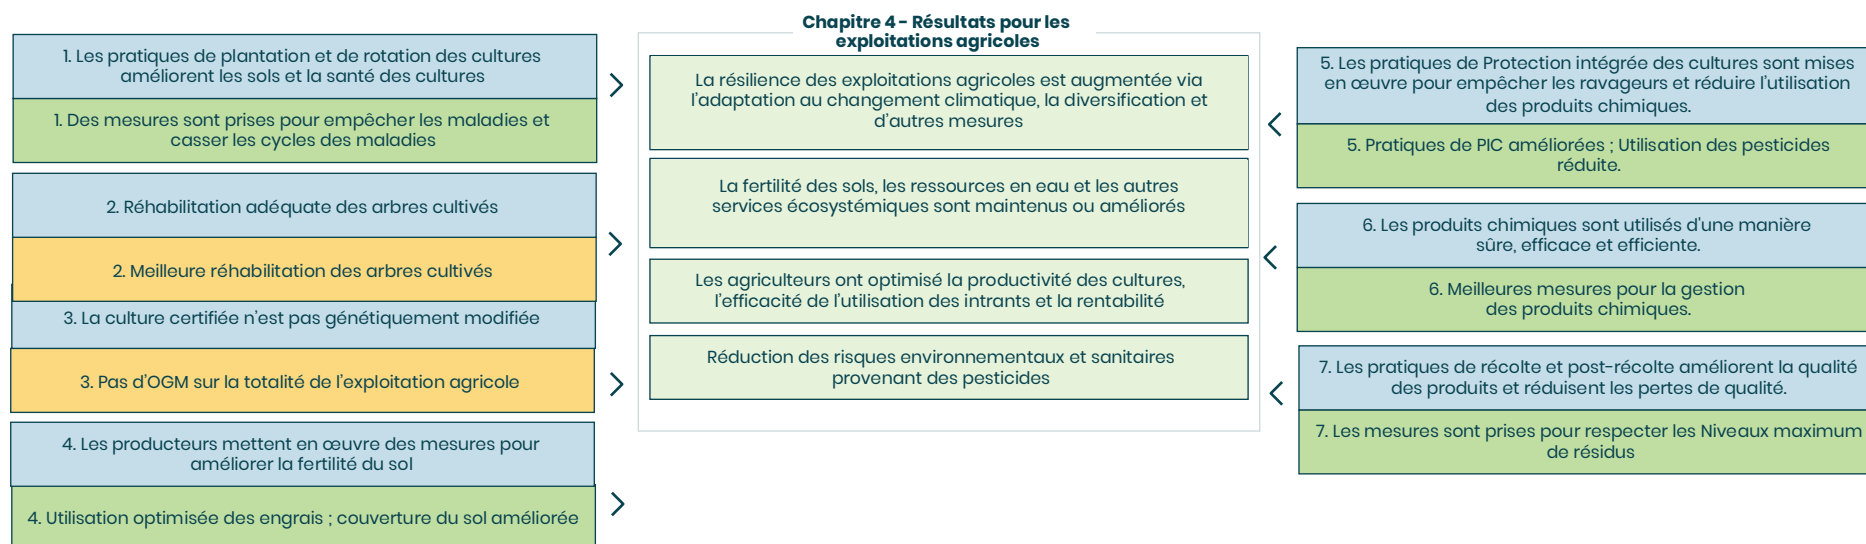 Chapitre 4 - Résultats pour les
exploitations agricoles
1. Les pratiques de plantation et de rotation des cultures
améliorent les sols et la santé des cultures
1. Des mesures sont prises pour empêcher les maladies et
casser les cycles des maladies
2. Réhabilitation adéquate des arbres cultivés
2. Meilleure réhabilitation des arbres cultivés
3. La culture certifiée n'est pas génétiquement modifiée
3. Pas d'OGM sur la totalité de l'exploitation agricole
4. Les producteurs mettent en œuvre des mesures pour
améliorer la fertilité du sol
4. Utilisation optimisée des engrais ; couverture du sol améliorée
La résilience des exploitations agricoles est augmentée via
l'adaptation au changement climatique, la diversification et
d'autres mesures
La fertilité des sols, les ressources en eau et les autres
services écosystémiques sont maintenus ou améliorés
Les agriculteurs ont optimisé la productivité des cultures,
l'efficacité de l'utilisation des intrants et la rentabilité
Réduction des risques environnementaux et sanitaires
provenant des pesticides
5. Les pratiques de Protection intégrée des cultures sont mises
en œuvre pour empêcher les ravageurs et réduire l'utilisation
des produits chimiques.
5. Pratiques de PIC améliorées ; Utilisation des pesticides
réduite.
6. Les produits chimiques sont utilisés d'une manière
sûre, efficace et efficiente.
6. Meilleures mesures pour la gestion
des produits chimiques.
7. Les pratiques de récolte et post-récolte améliorent la qualité
des produits et réduisent les pertes de qualité.
7. Les mesures sont prises pour respecter les Niveaux maximum
de résidus